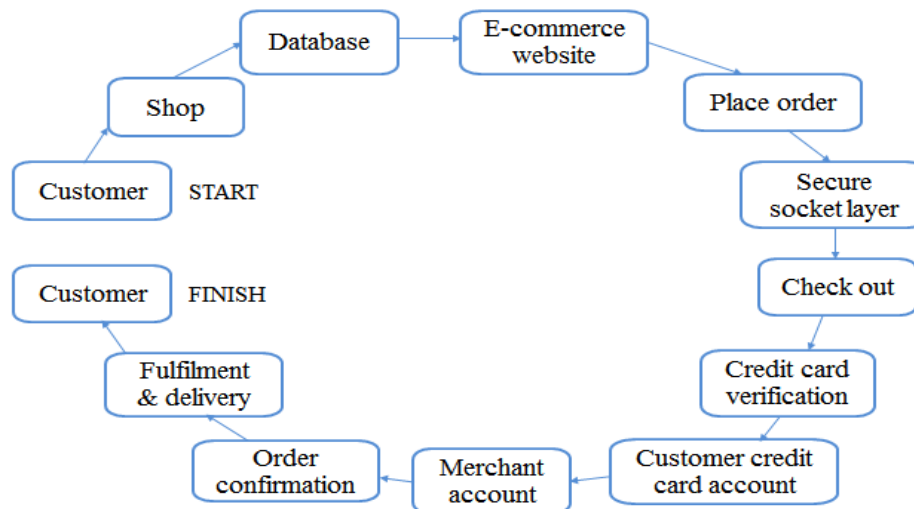 Database
E-commerce
website
Shop
Place order
Customer
START
Secure
socket layer
Check out
Customer
FINISH
Fulfilment
& delivery
Credit card
verification
Order
confirmation
Merchant
account
Customer credit
card account